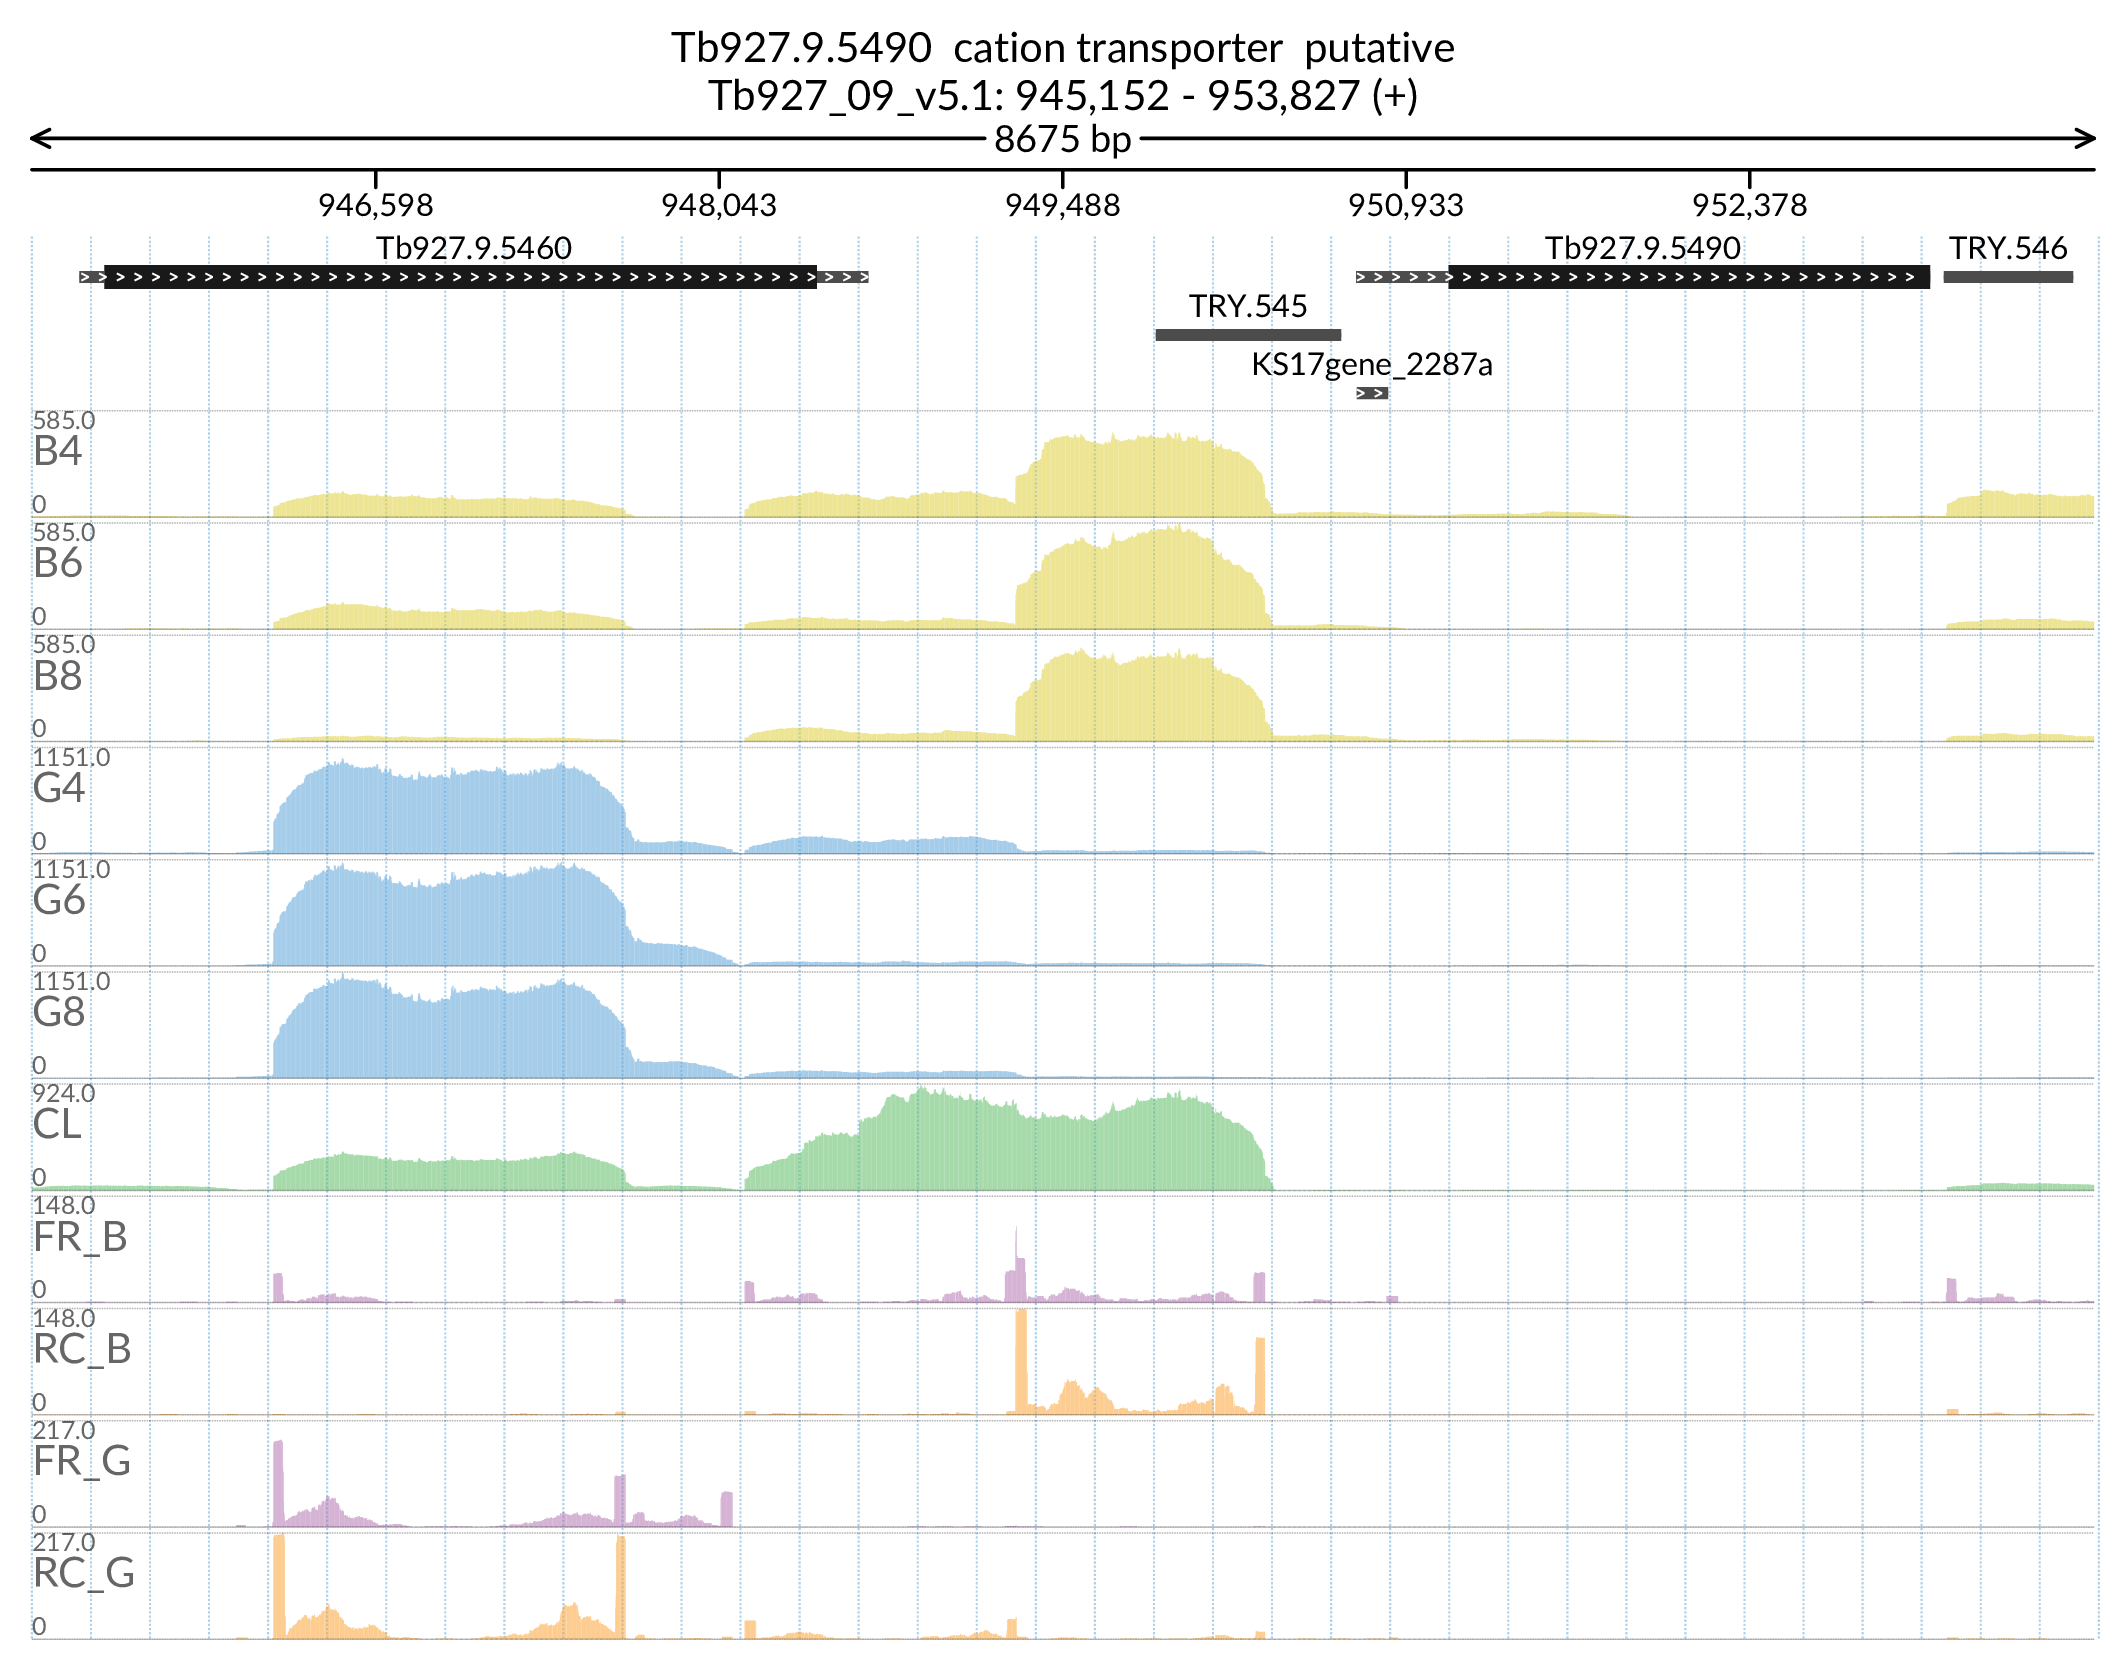 Tb927.9.5490  cation transporter  putative
Tb927_09_v5.1: 945,152 - 953,827 (+)
8675 bp
946,598 948,043 949,488 950,933 952,378
Tb927.9.5460 Tb927.9.5490 TRY.546
TRY.545
KS17gene_2287a
585.0
B4
0
585.0
B6
0
585.0
B8
0
1151.0
G4
0
1151.0
G6
0
1151.0
G8
0
924.0
CL
0
148.0
FR_B
0
148.0
RC_B
0
217.0
FR_G
0
217.0
RC_G
0